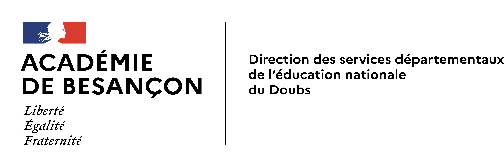 ACADÉMIE
DE BESANÇON
Liberté
Égalité
Fraternité
Direction des services départementaux
de l'éducation nationale
du Doubs